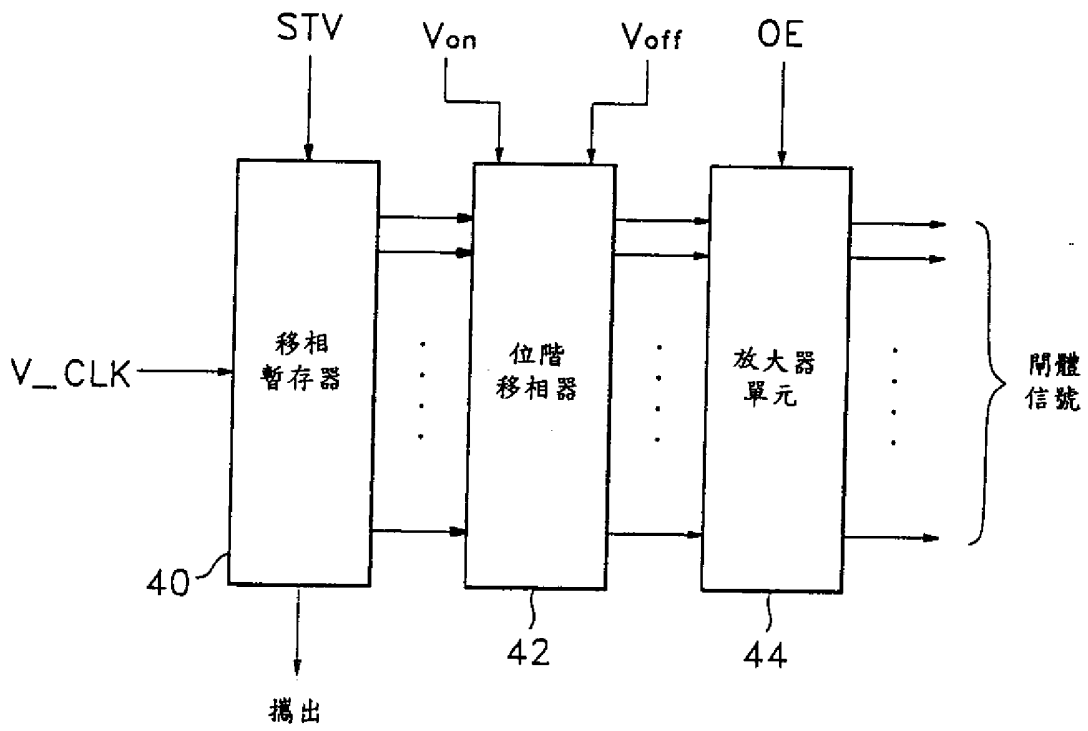 STV
Von
Voff
OE
V_CLK
移相
暫存器
位階
移相器
放大器
單元
閘體
信號
40
42
44
攜出